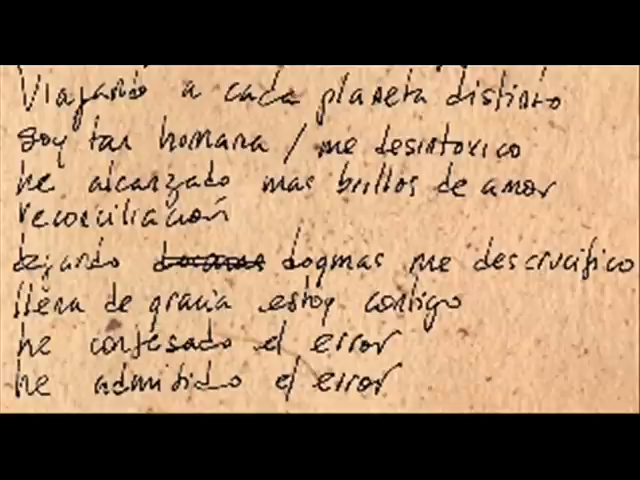 Viajando a cada planeta distinto
soy tan humana / me desintoxico
he alcanzado mas brillos de amor
reconciliación
dejando dogmas me descrucifico
llena de gracia estoy contigo
he confesado el error
he admitido el error